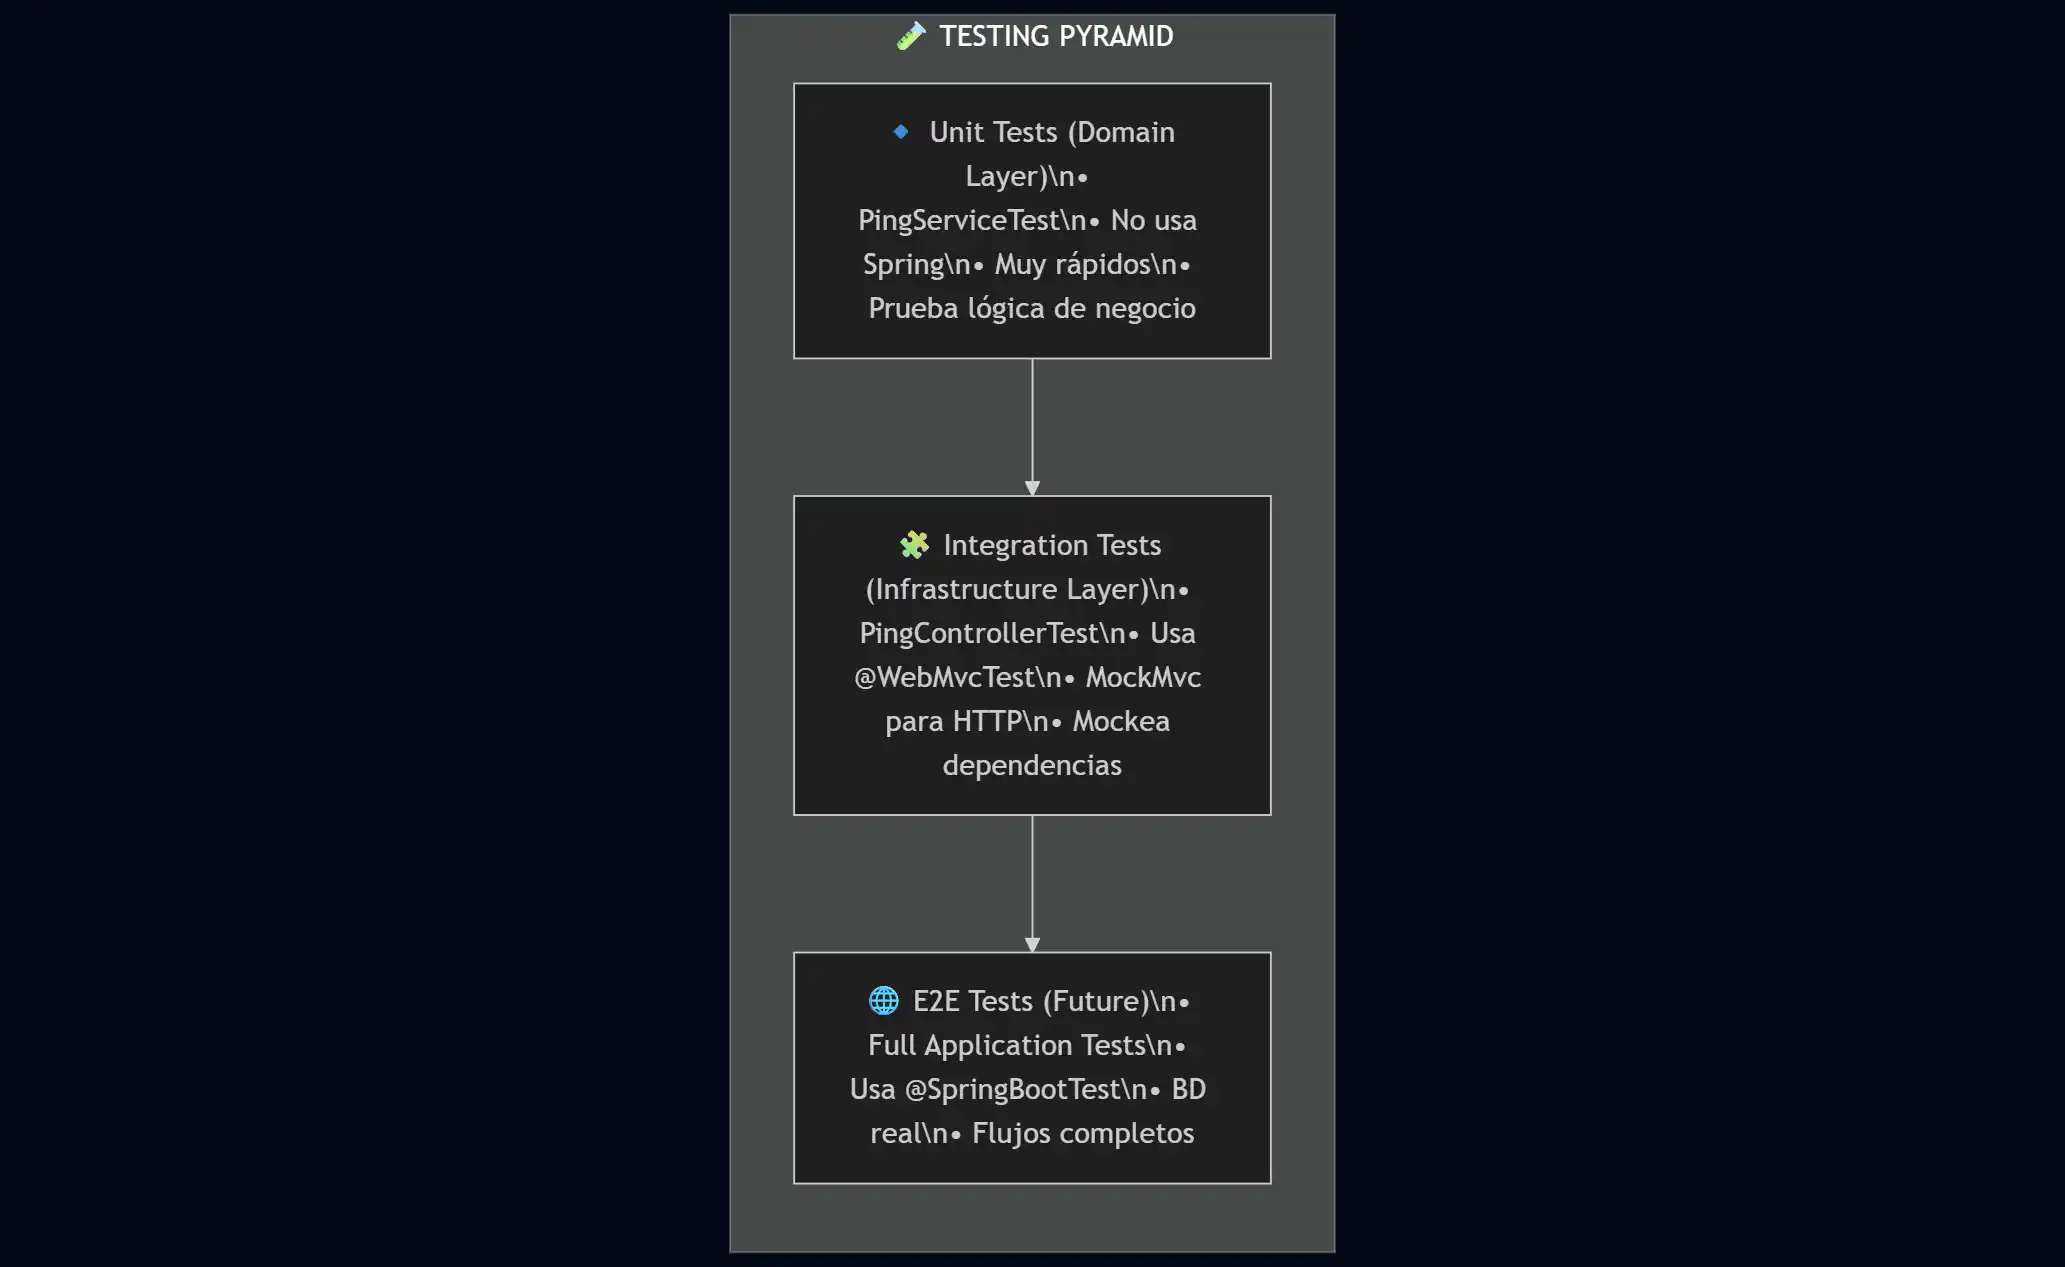 🧪 TESTING PYRAMID
🔹 Unit Tests (Domain
Layer)\n•
PingServiceTest\n• No usa
Spring\n• Muy rápidos\n•
Prueba lógica de negocio
🧩 Integration Tests
(Infrastructure Layer)\n•
PingControllerTest\n• Usa
@WebMvcTest\n• MockMvc
para HTTP\n• Mockea
dependencias
🌐 E2E Tests (Future)\n•
Full Application Tests\n•
Usa @SpringBootTest\n• BD
real\n• Flujos completos